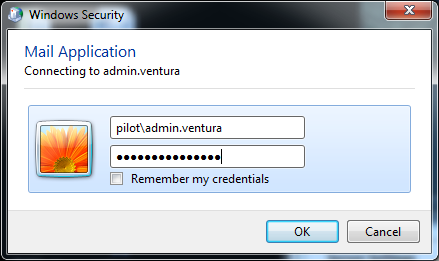 Windows Security
Mail Application
Connecting to admin.ventura
pilot\admin.ventura
●●●●●●●●●●●●●●●
Remember my credentials
OK
Cancel